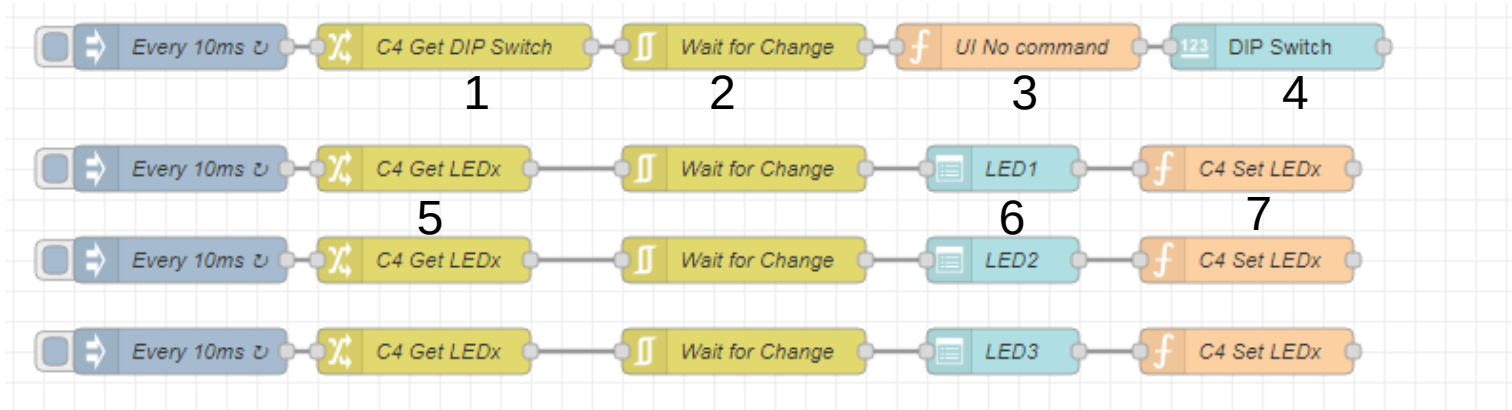 Every 10ms ↻ C4 Get DIP Switch Wait for Change UI No command 123 DIP Switch
1 2 3 4
Every 10ms ↻ C4 Get LEDx Wait for Change LED1 C4 Set LEDx
5 6 7
Every 10ms ↻ C4 Get LEDx Wait for Change LED2 C4 Set LEDx
Every 10ms ↻ C4 Get LEDx Wait for Change LED3 C4 Set LEDx